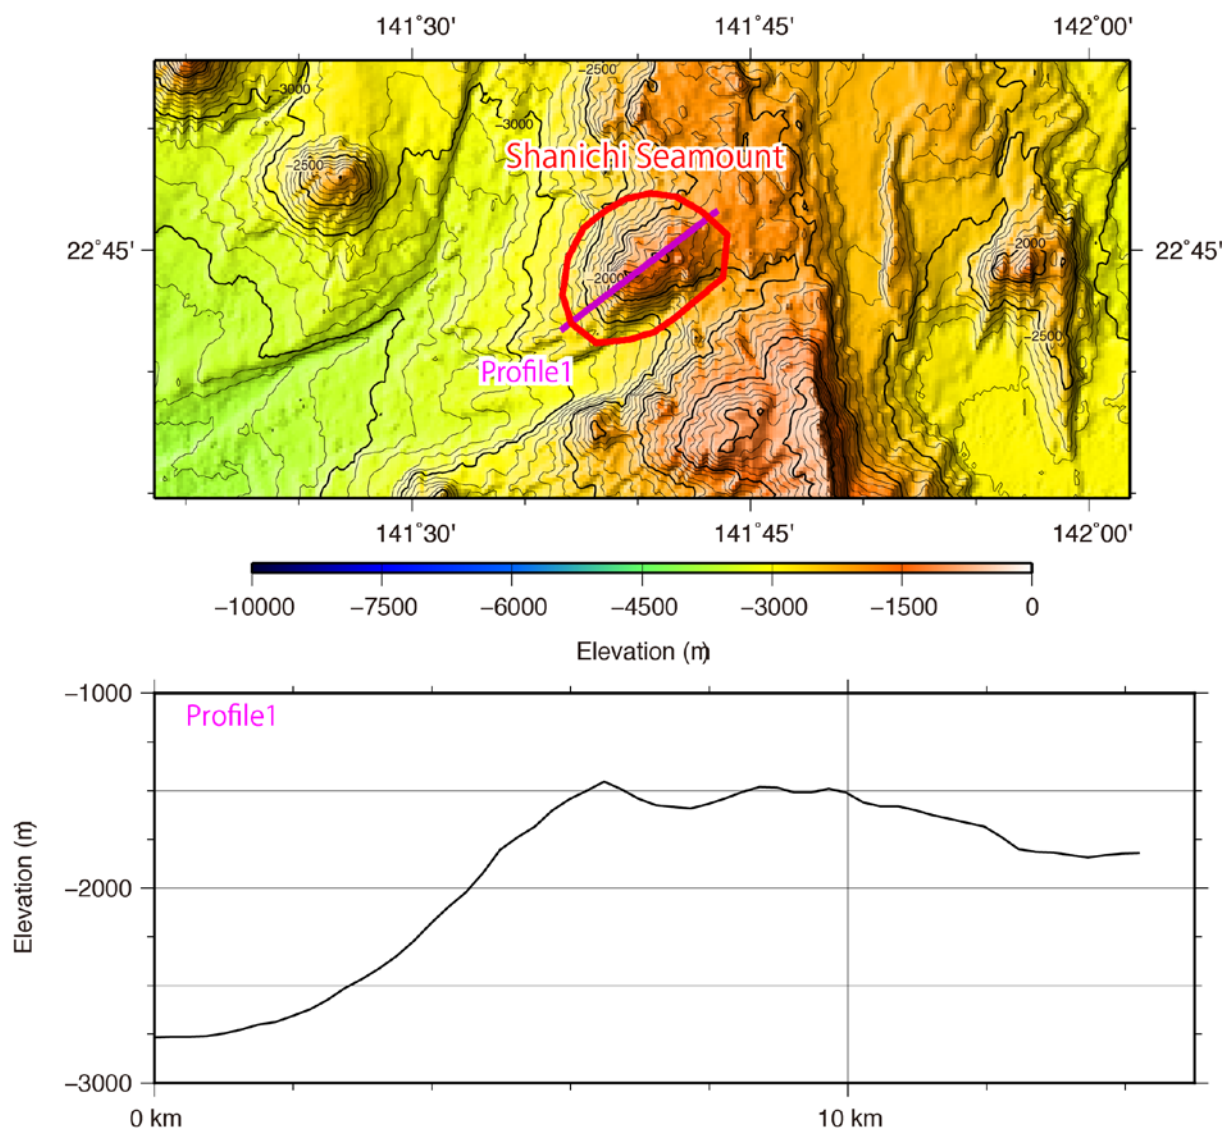 141°30' 141°45' 142°00'
-2500
-3000
-3000
Shanichi Seamount
-2500
22°45' 22°45'
2000
-2000
-2500
Profile1
141°30' 141°45' 142°00'
−10000 −7500 −6000 −4500 −3000 −1500 0
Elevation (m)
−1000
Profile1
Elevation (m)
−2000
−3000
0 km 10 km